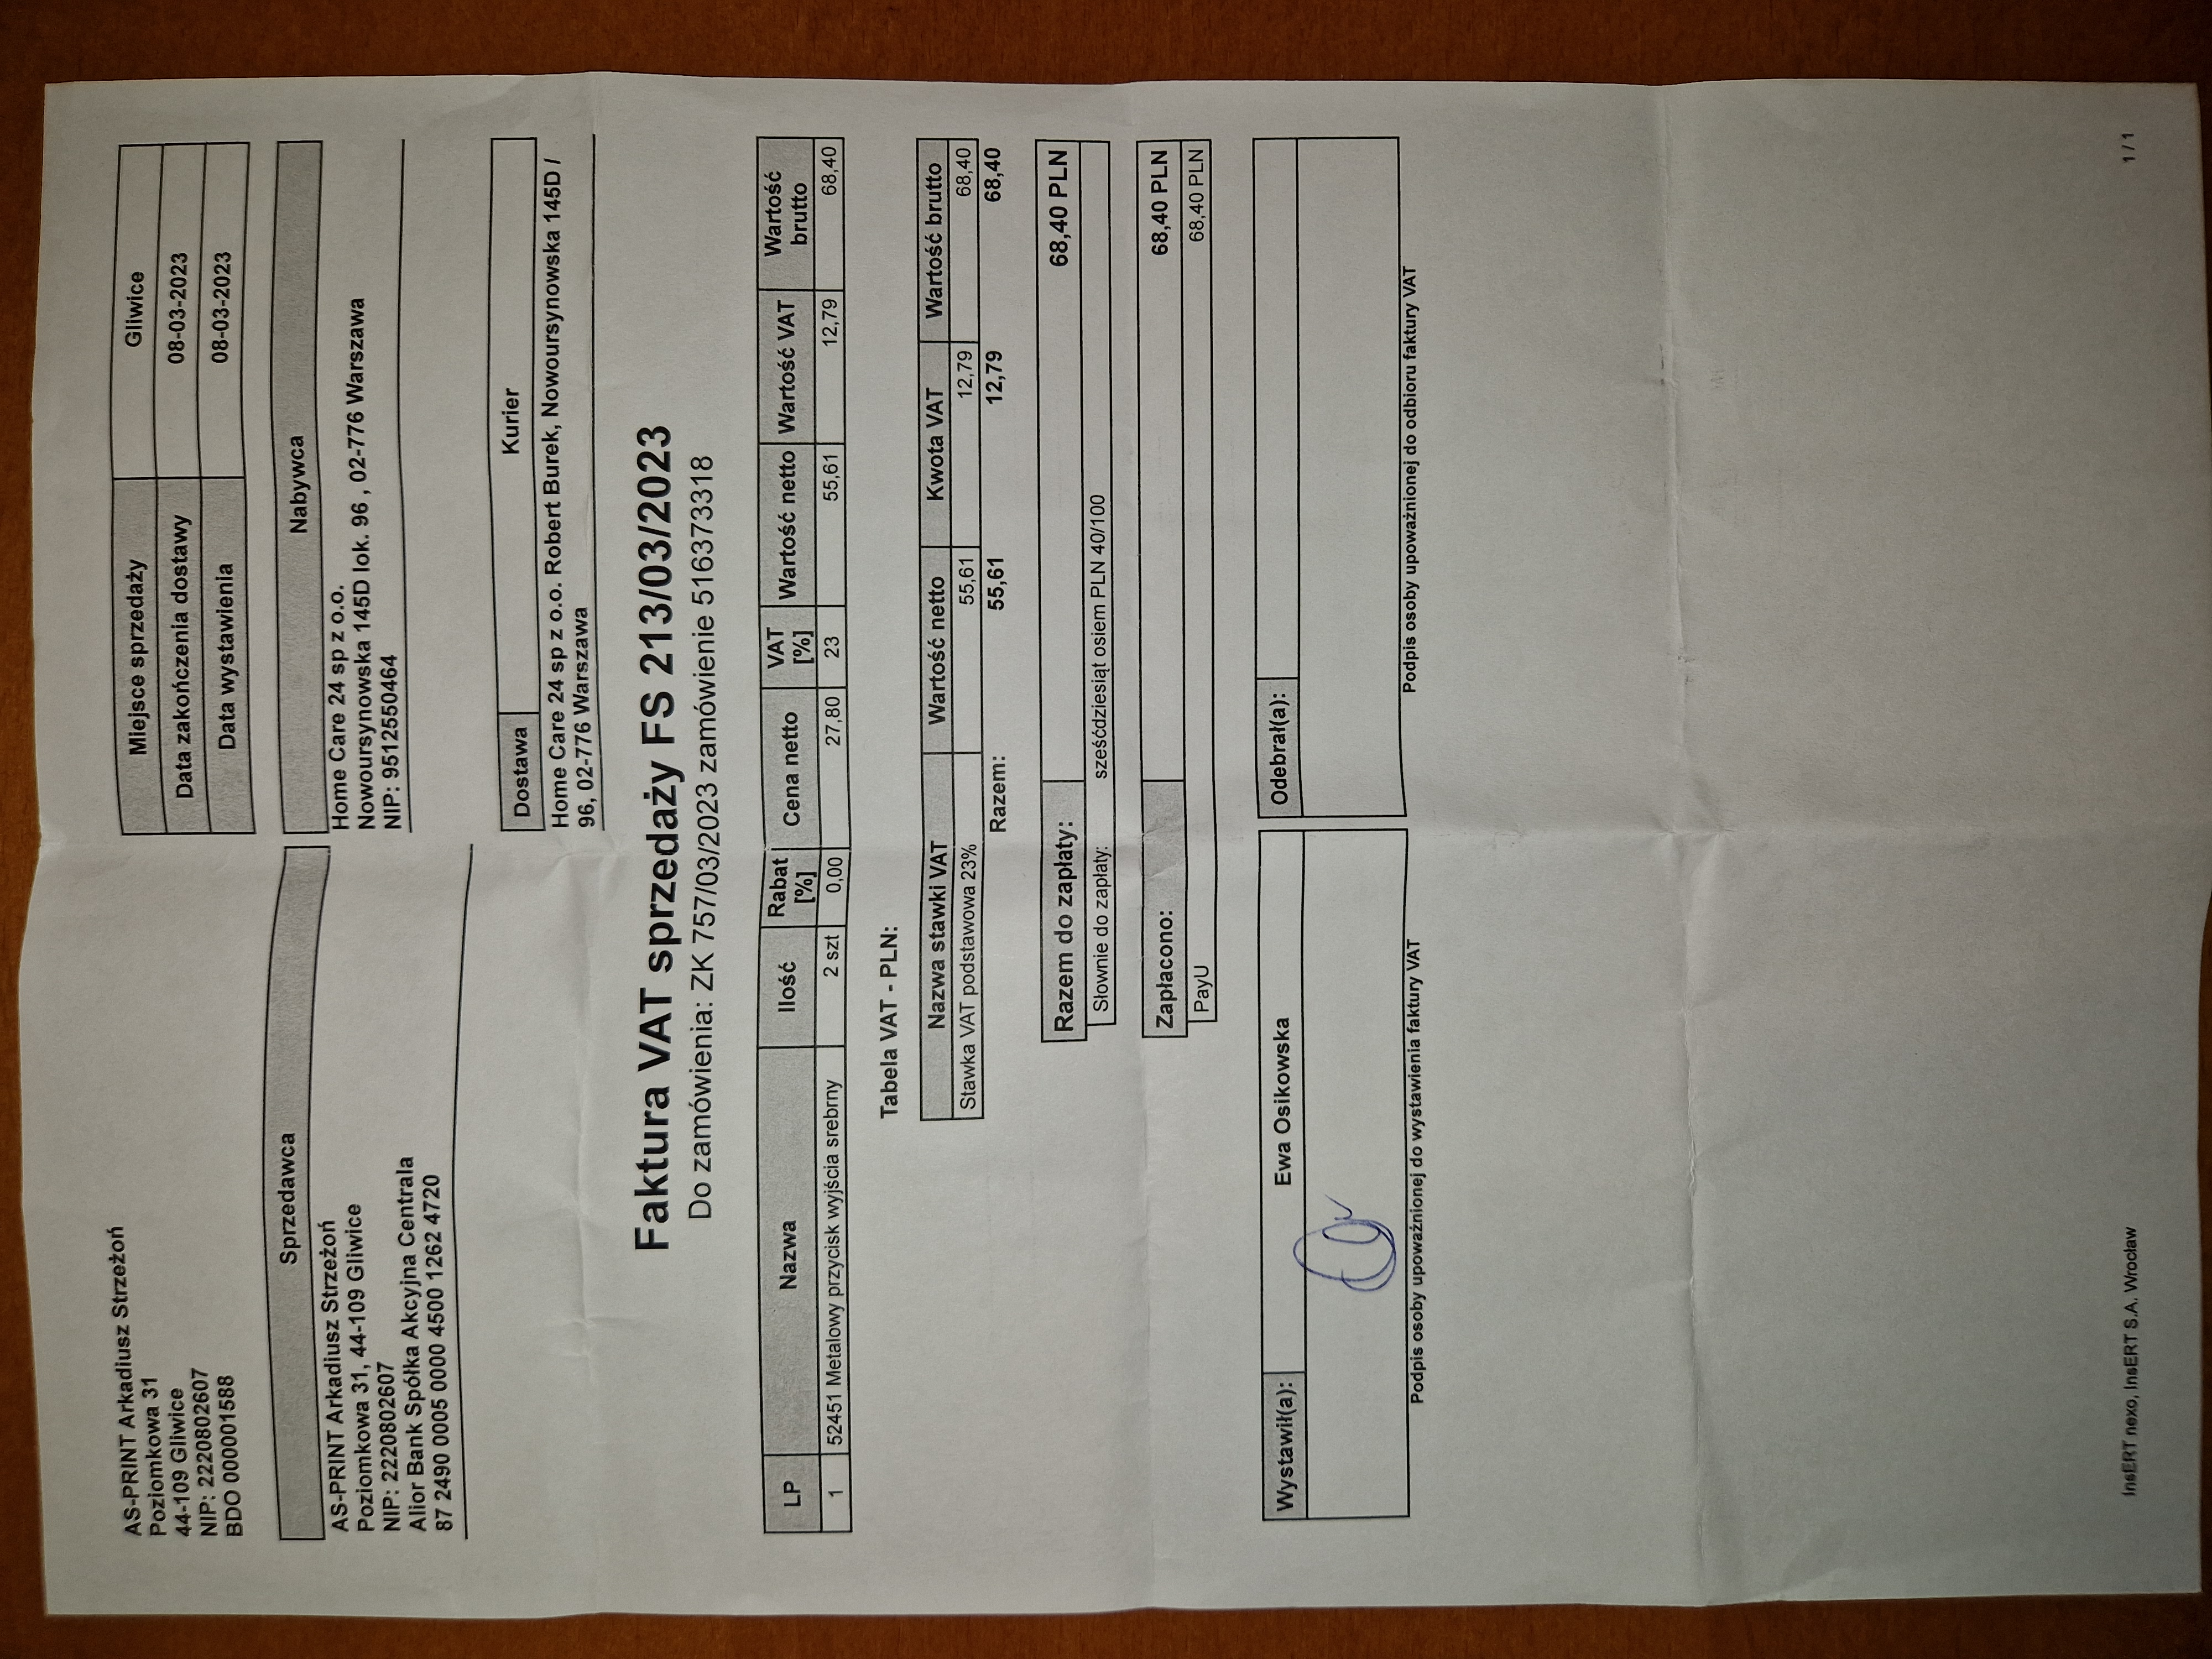 AS-PRINT Arkadiusz Strzeżoń
Poziomkowa 31
44-109 Gliwice
NIP: 2220802607
BDO 000001588
Miejsce sprzedaży Gliwice
Data zakończenia dostawy 08-03-2023
Data wystawienia 08-03-2023
Sprzedawca
AS-PRINT Arkadiusz Strzeżoń
Poziomkowa 31, 44-109 Gliwice
NIP: 2220802607
Alior Bank Spółka Akcyjna Centrala
87 2490 0005 0000 4500 1262 4720
Nabywca
Home Care 24 sp z o.o.
Nowoursynowska 145D lok. 96 , 02-776 Warszawa
NIP: 9512550464
Dostawa Kurier
Home Care 24 sp z o.o. Robert Burek, Nowoursynowska 145D /
96, 02-776 Warszawa
Faktura VAT sprzedaży FS 213/03/2023
Do zamówienia: ZK 757/03/2023 zamówienie 516373318
LP Nazwa Ilość Rabat [%] Cena netto VAT [%] Wartość netto Wartość VAT Wartość brutto
1 52451 Metalowy przycisk wyjścia srebrny 2 szt 0,00 27,80 23 55,61 12,79 68,40
Tabela VAT - PLN:
Nazwa stawki VAT Wartość netto Kwota VAT Wartość brutto
Stawka VAT podstawowa 23% 55,61 12,79 68,40
Razem: 55,61 12,79 68,40
Razem do zapłaty: 68,40 PLN
Słownie do zapłaty: sześćdziesiąt osiem PLN 40/100
Zapłacono: 68,40 PLN
PayU 68,40 PLN
Wystawił(a): Ewa Osikowska
Podpis osoby upoważnionej do wystawienia faktury VAT
Odebrał(a):
Podpis osoby upoważnionej do odbioru faktury VAT
InsERT nexo, InsERT S.A. Wrocław
1 / 1